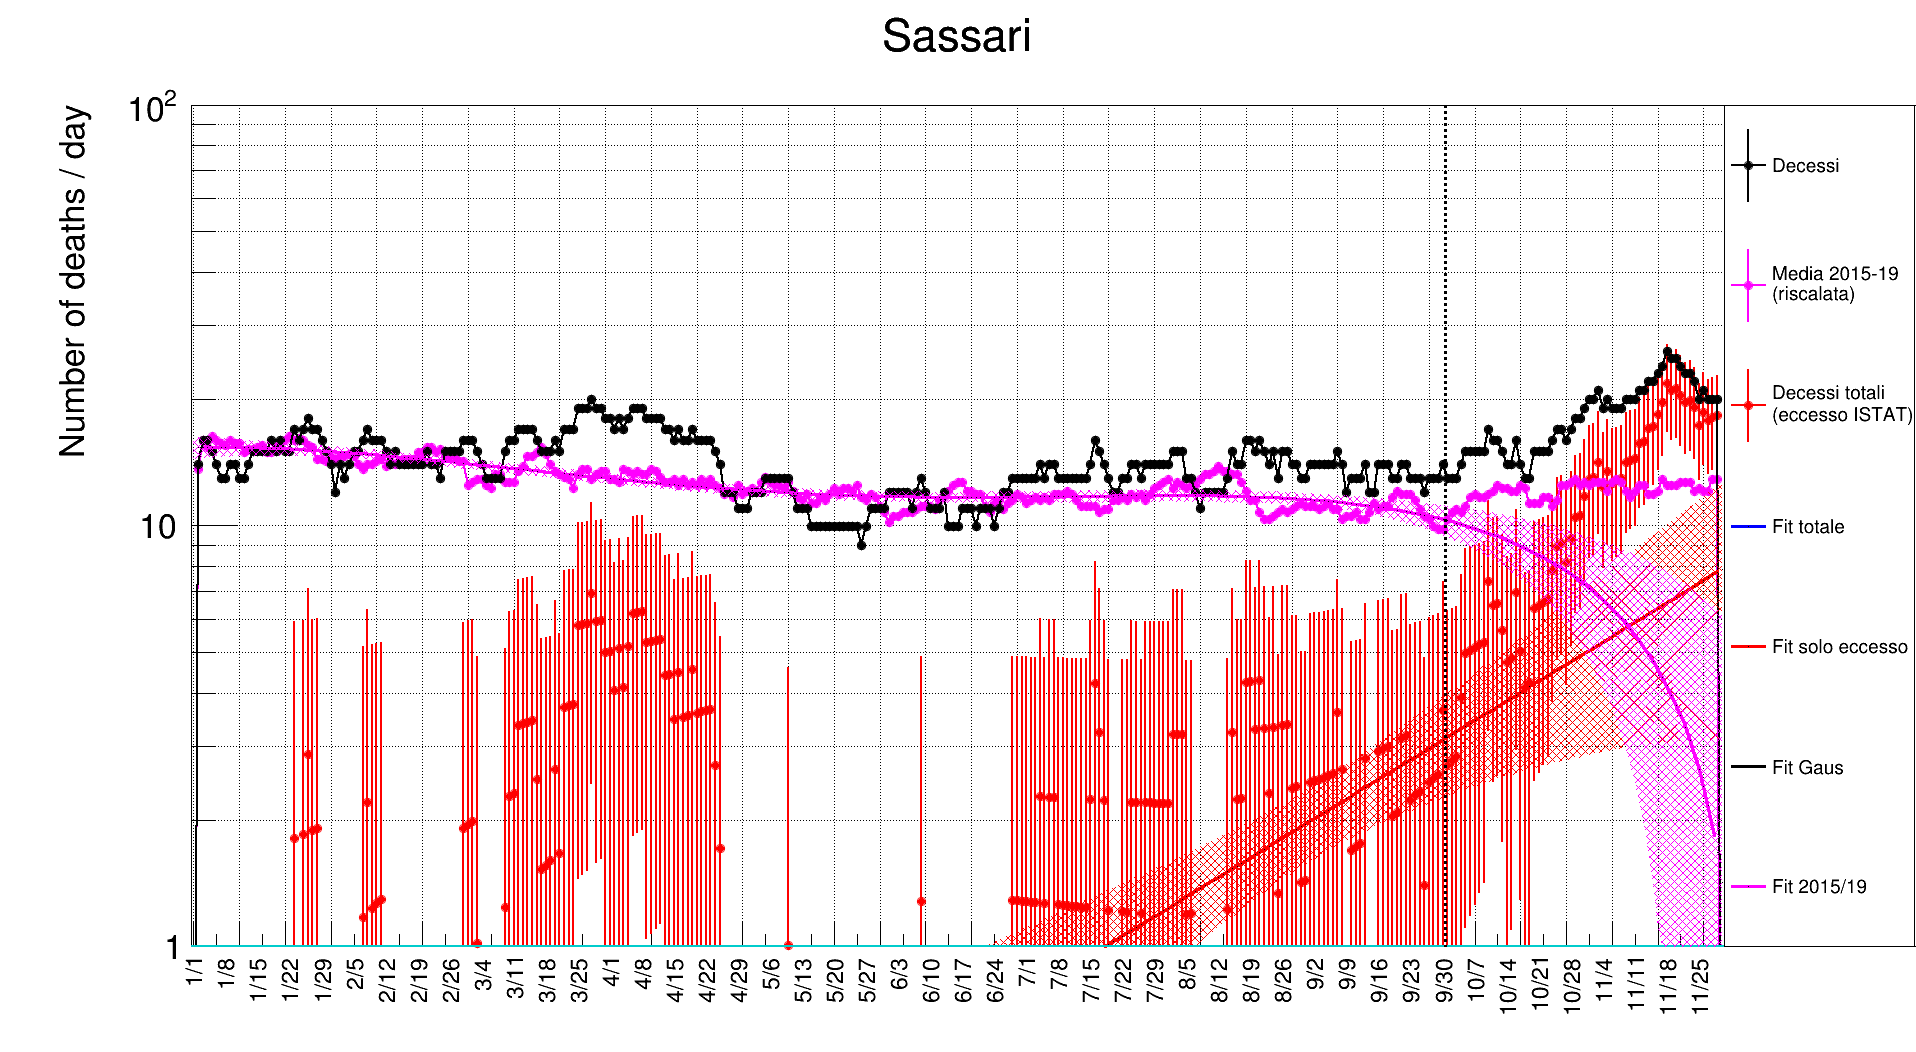 Sassari
Number of deaths / day
10²
10
1
1/1 1/8 1/15 1/22 1/29 2/5 2/12 2/19 2/26 3/4 3/11 3/18 3/25 4/1 4/8 4/15 4/22 4/29 5/6 5/13 5/20 5/27 6/3 6/10 6/17 6/24 7/1 7/8 7/15 7/22 7/29 8/5 8/12 8/19 8/26 9/2 9/9 9/16 9/23 9/30 10/7 10/14 10/21 10/28 11/4 11/11 11/18 11/25
Decessi
Media 2015-19
(riscalata)
Decessi totali
(eccesso ISTAT)
Fit totale
Fit solo eccesso
Fit Gaus
Fit 2015/19